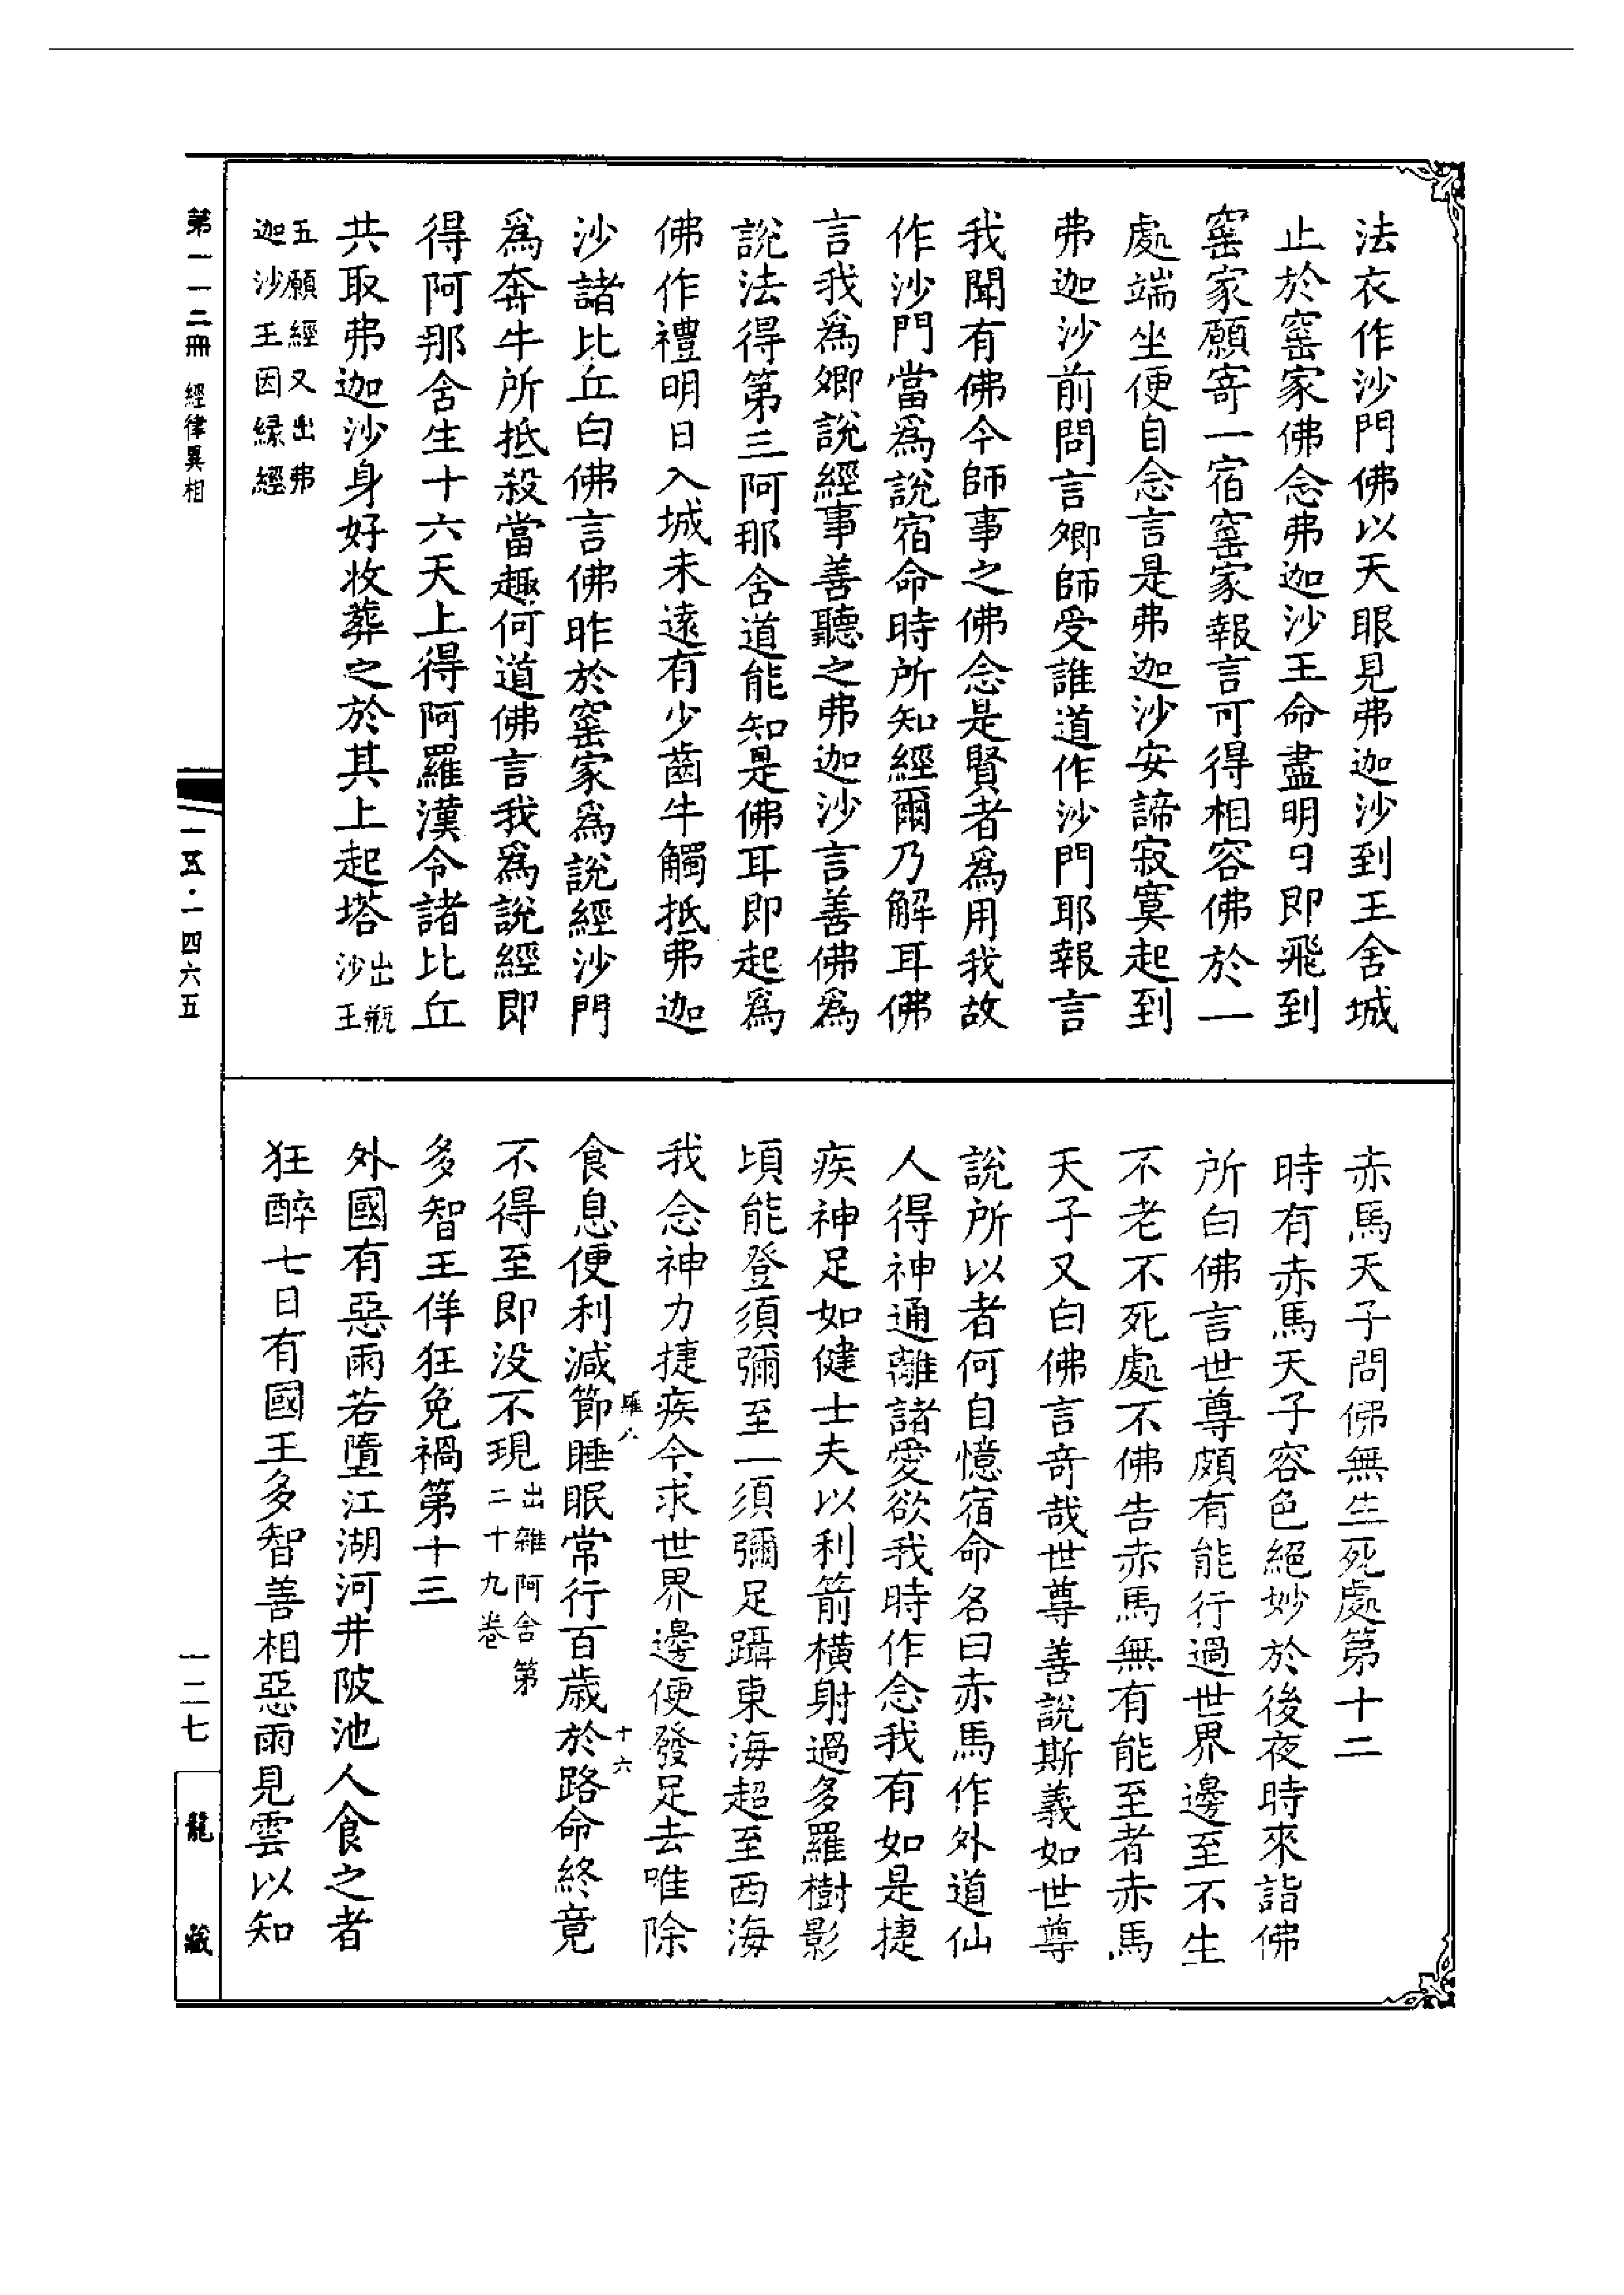 法衣作沙門佛以天眼見弗迦沙到王舍城
止於窰家佛念弗迦沙王命盡明日即飛到
窰家願寄一宿窰家報言可得相容佛於一
處端坐便自念言是弗迦沙安諦寂寞起到
弗迦沙前問言卿師受誰道作沙門耶報言
我聞有佛今師事之佛念是賢者為用我故
作沙門當為說宿命時所知經爾乃解耳佛
言我為卿說經事善聽之弗迦沙言善佛為
說法得第三阿那含道能知是佛耳即起為
佛作禮明日入城未遠有少齒牛觸抵弗迦
沙諸比丘白佛言佛昨於窰家為說經沙門
為奔牛所抵殺當趣何道佛言我為說經即
得阿那含生十六天上得阿羅漢令諸比丘
共取弗迦沙身好收葬之於其上起塔出瓶
沙王
五願經又出弗
迦沙王因緣經
赤馬天子問佛無生死處第十二
時有赤馬天子容色絕妙於後夜時來詣佛
所白佛言世尊頗有能行過世界邊至不生
不老不死處不佛告赤馬無有能至者赤馬
天子又白佛言奇哉世尊善說斯義如世尊
說所以者何自憶宿命名曰赤馬作外道仙
人得神通離諸愛欲我時作念我有如是捷
疾神足如健士夫以利箭橫射過多羅樹影
頃能登須彌至一須彌足躡東海超至西海
我念神力捷疾今求世界邊便發足去唯除
食息便利減節睡眠常行百歲於路命終竟
羅八
十六
不得至即没不現出雜阿含第
二十九卷
多智王佯狂免禍第十三
外國有惡雨若墮江湖河井陂池人食之者
狂醉七日有國王多智善相惡雨見雲以知
第一一二冊 經律異相
一五·一四六五
一二七
龍藏